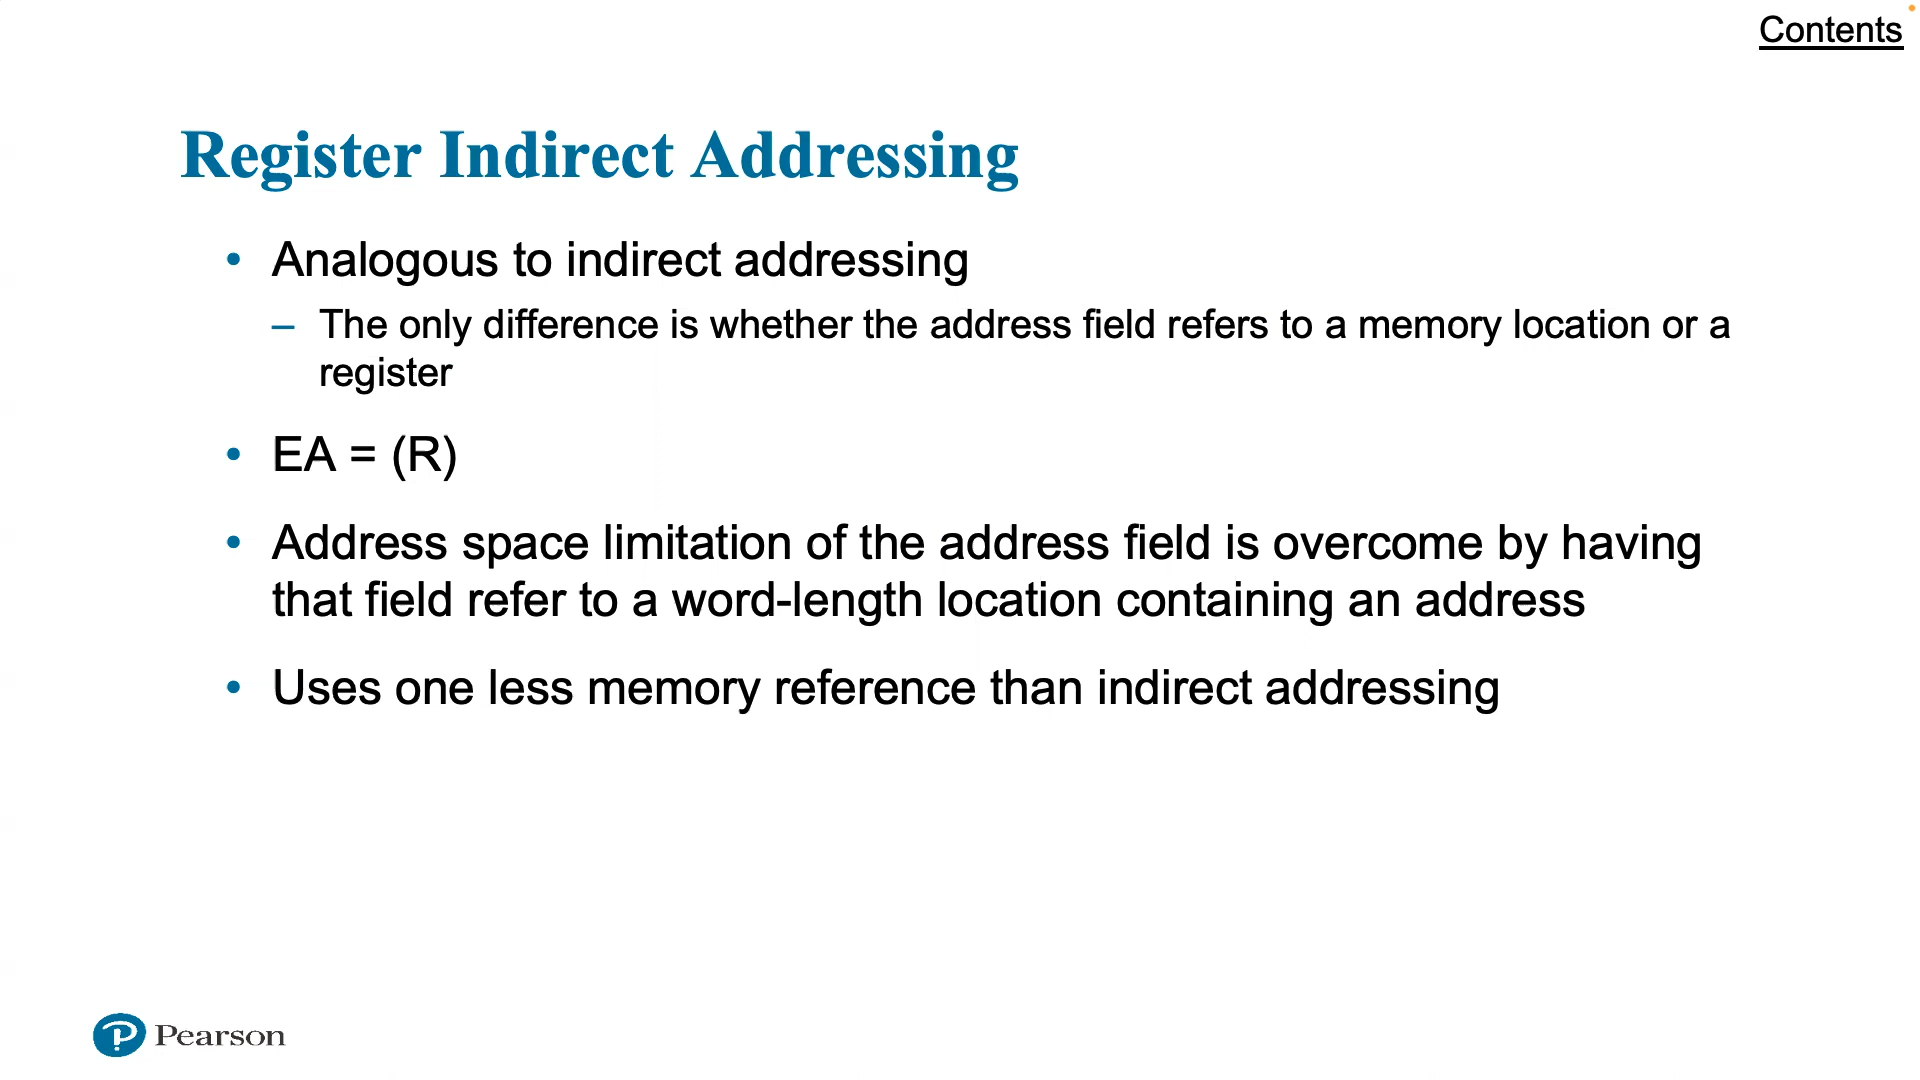 Contents
Register Indirect Addressing
• Analogous to indirect addressing
– The only difference is whether the address field refers to a memory location or a
register
• EA = (R)
• Address space limitation of the address field is overcome by having
that field refer to a word-length location containing an address
• Uses one less memory reference than indirect addressing
Pearson